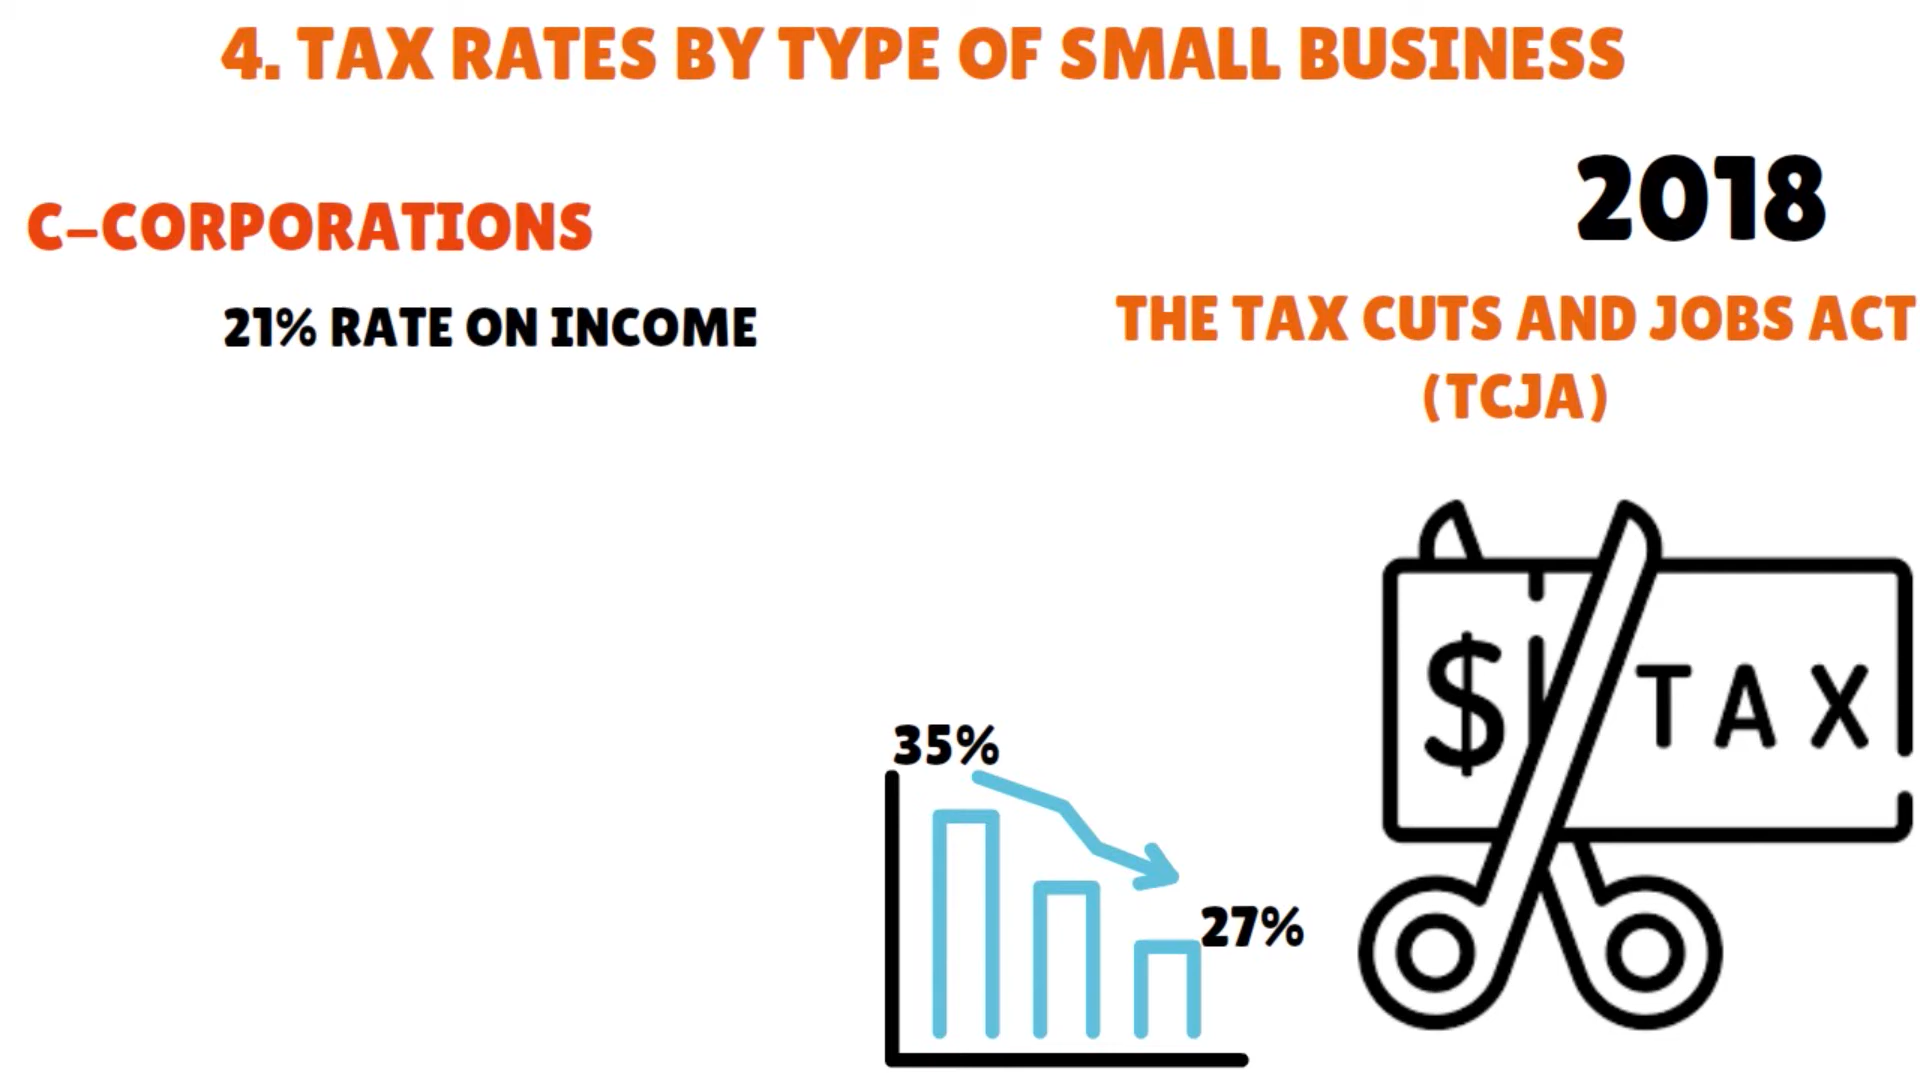 4. TAX RATES BY TYPE OF SMALL BUSINESS
C-CORPORATIONS
21% RATE ON INCOME
2018
THE TAX CUTS AND JOBS ACT
(TCJA)
$ TAX
35%
27%